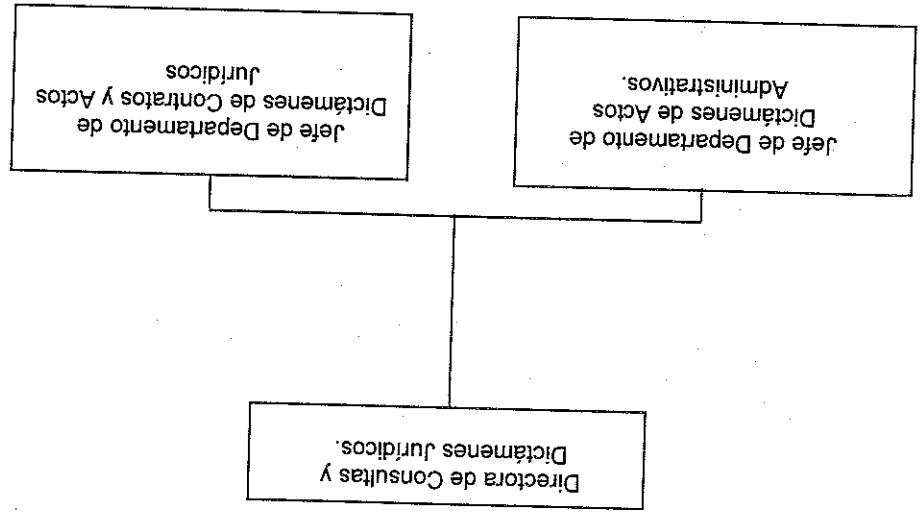 Directora de Consultas y
Dictámenes Jurídicos.
Jefe de Departamento de
Dictámenes de Actos
Administrativos.
Jefe de Departamento de
Dictámenes de Contratos y Actos
Jurídicos